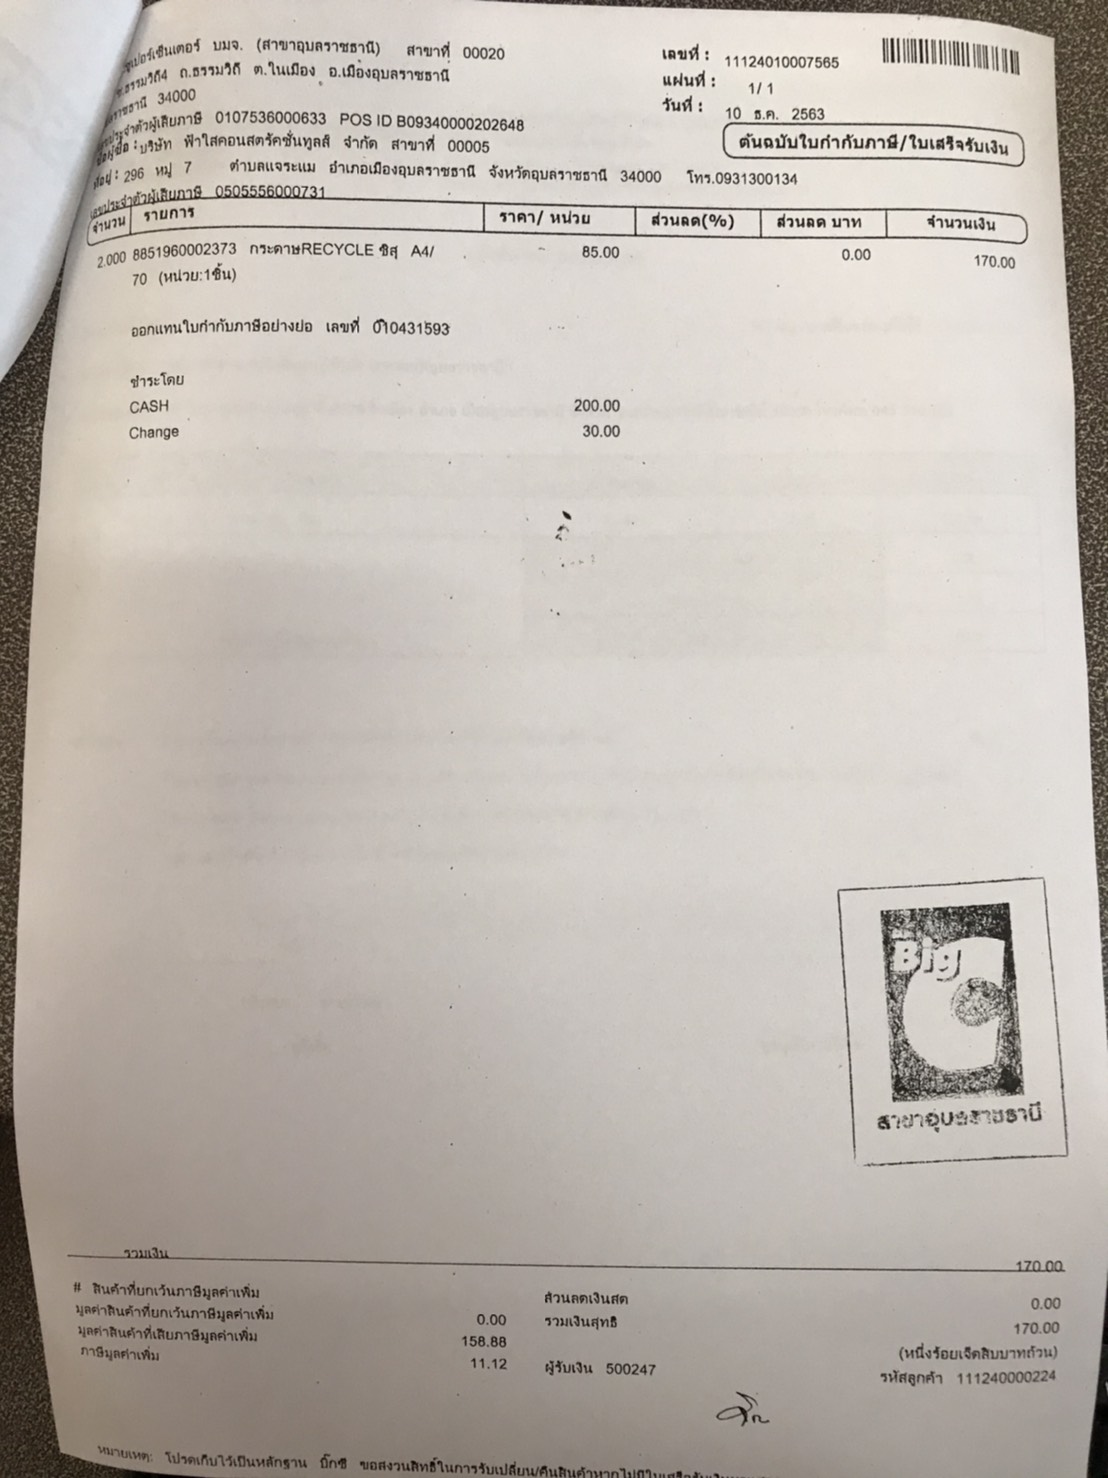 เปอร์เซ็นเตอร์ บมจ. (สาขาอุบลราชธานี) สาขาที่ 00020
ธรรมวิถี4 ถ.ธรรมวิถี ต.ในเมือง อ.เมืองอุบลราชธานี
ราชธานี 34000
ประจำตัวผู้เสียภาษี 0107536000633 POS ID B09340000202648
ชื่อผู้ซื้อ : บริษัท ฟ้าใสคอนสตรัคชั่นทูลส์ จำกัด สาขาที่ 00005
ที่อยู่ : 296 หมู่ 7 ตำบลแจระแม อำเภอเมืองอุบลราชธานี จังหวัดอุบลราชธานี 34000 โทร.0931300134
เลขประจำตัวผู้เสียภาษี 0505556000731
เลขที่ : 11124010007565
แผ่นที่ : 1/ 1
วันที่ : 10 ธ.ค. 2563
ต้นฉบับใบกำกับภาษี/ใบเสร็จรับเงิน
จำนวน รายการ ราคา/ หน่วย ส่วนลด(%) ส่วนลด บาท จำนวนเงิน
2.000 8851960002373 กระดาษRECYCLE ชิสุ A4/ 85.00 0.00 170.00
70 (หน่วย:1ชิ้น)
ออกแทนใบกำกับภาษีอย่างย่อ เลขที่ 010431593
ชำระโดย
CASH 200.00
Change 30.00
Big C
สาขาอุบลราชธานี
รวมเงิน 170.00
# สินค้าที่ยกเว้นภาษีมูลค่าเพิ่ม ส่วนลดเงินสด 0.00
มูลค่าสินค้าที่ยกเว้นภาษีมูลค่าเพิ่ม 0.00 รวมเงินสุทธิ 170.00
มูลค่าสินค้าที่เสียภาษีมูลค่าเพิ่ม 158.88 (หนึ่งร้อยเจ็ดสิบบาทถ้วน)
ภาษีมูลค่าเพิ่ม 11.12 ผู้รับเงิน 500247 รหัสลูกค้า 111240000224
หมายเหตุ: โปรดเก็บไว้เป็นหลักฐาน บิ๊กซี ขอสงวนสิทธิ์ในการรับเปลี่ยน/คืนสินค้าหากไม่มีใบเสร็จรับเงิน